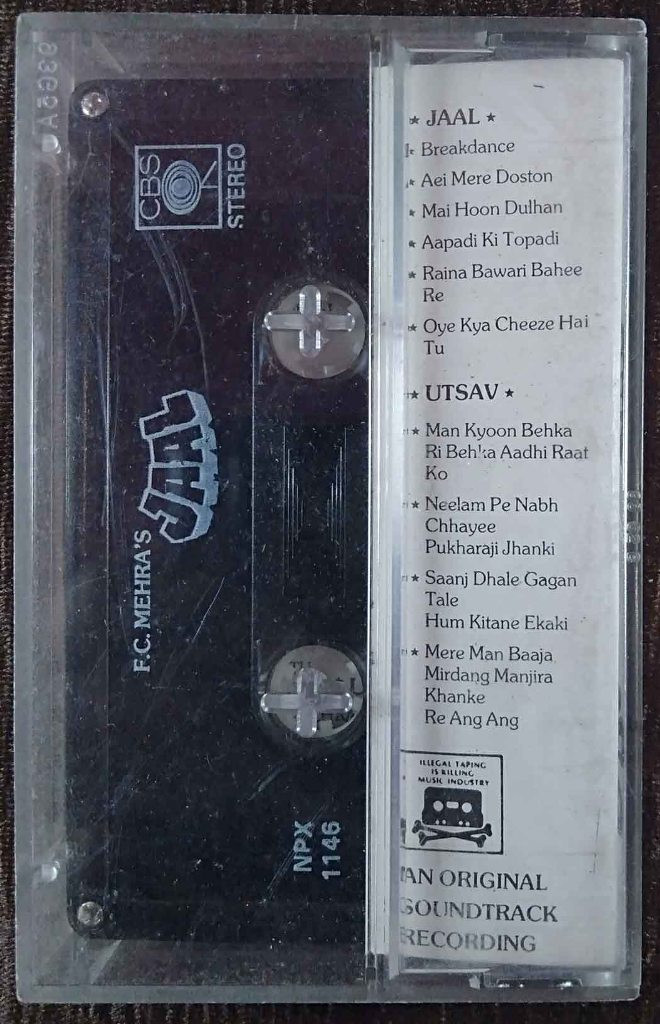 CBS
STEREO
F.C. MEHRA'S
JAAL
NPX
1146
★ JAAL ★
★ Breakdance
★ Aei Mere Doston
★ Mai Hoon Dulhan
★ Aapadi Ki Topadi
★ Raina Bawari Bahee
Re
★ Oye Kya Cheeze Hai
Tu
★ UTSAV ★
★ Man Kyoon Behka
Ri Behka Aadhi Raat
Ko
★ Neelam Pe Nabh
Chhayee
Pukharaji Jhanki
★ Saanj Dhale Gagan
Tale
Hum Kitane Ekaki
★ Mere Man Baaja
Mirdang Manjira
Khanke
Re Ang Ang
ILLEGAL TAPING
IS KILLING
MUSIC INDUSTRY
AN ORIGINAL
SOUNDTRACK
RECORDING